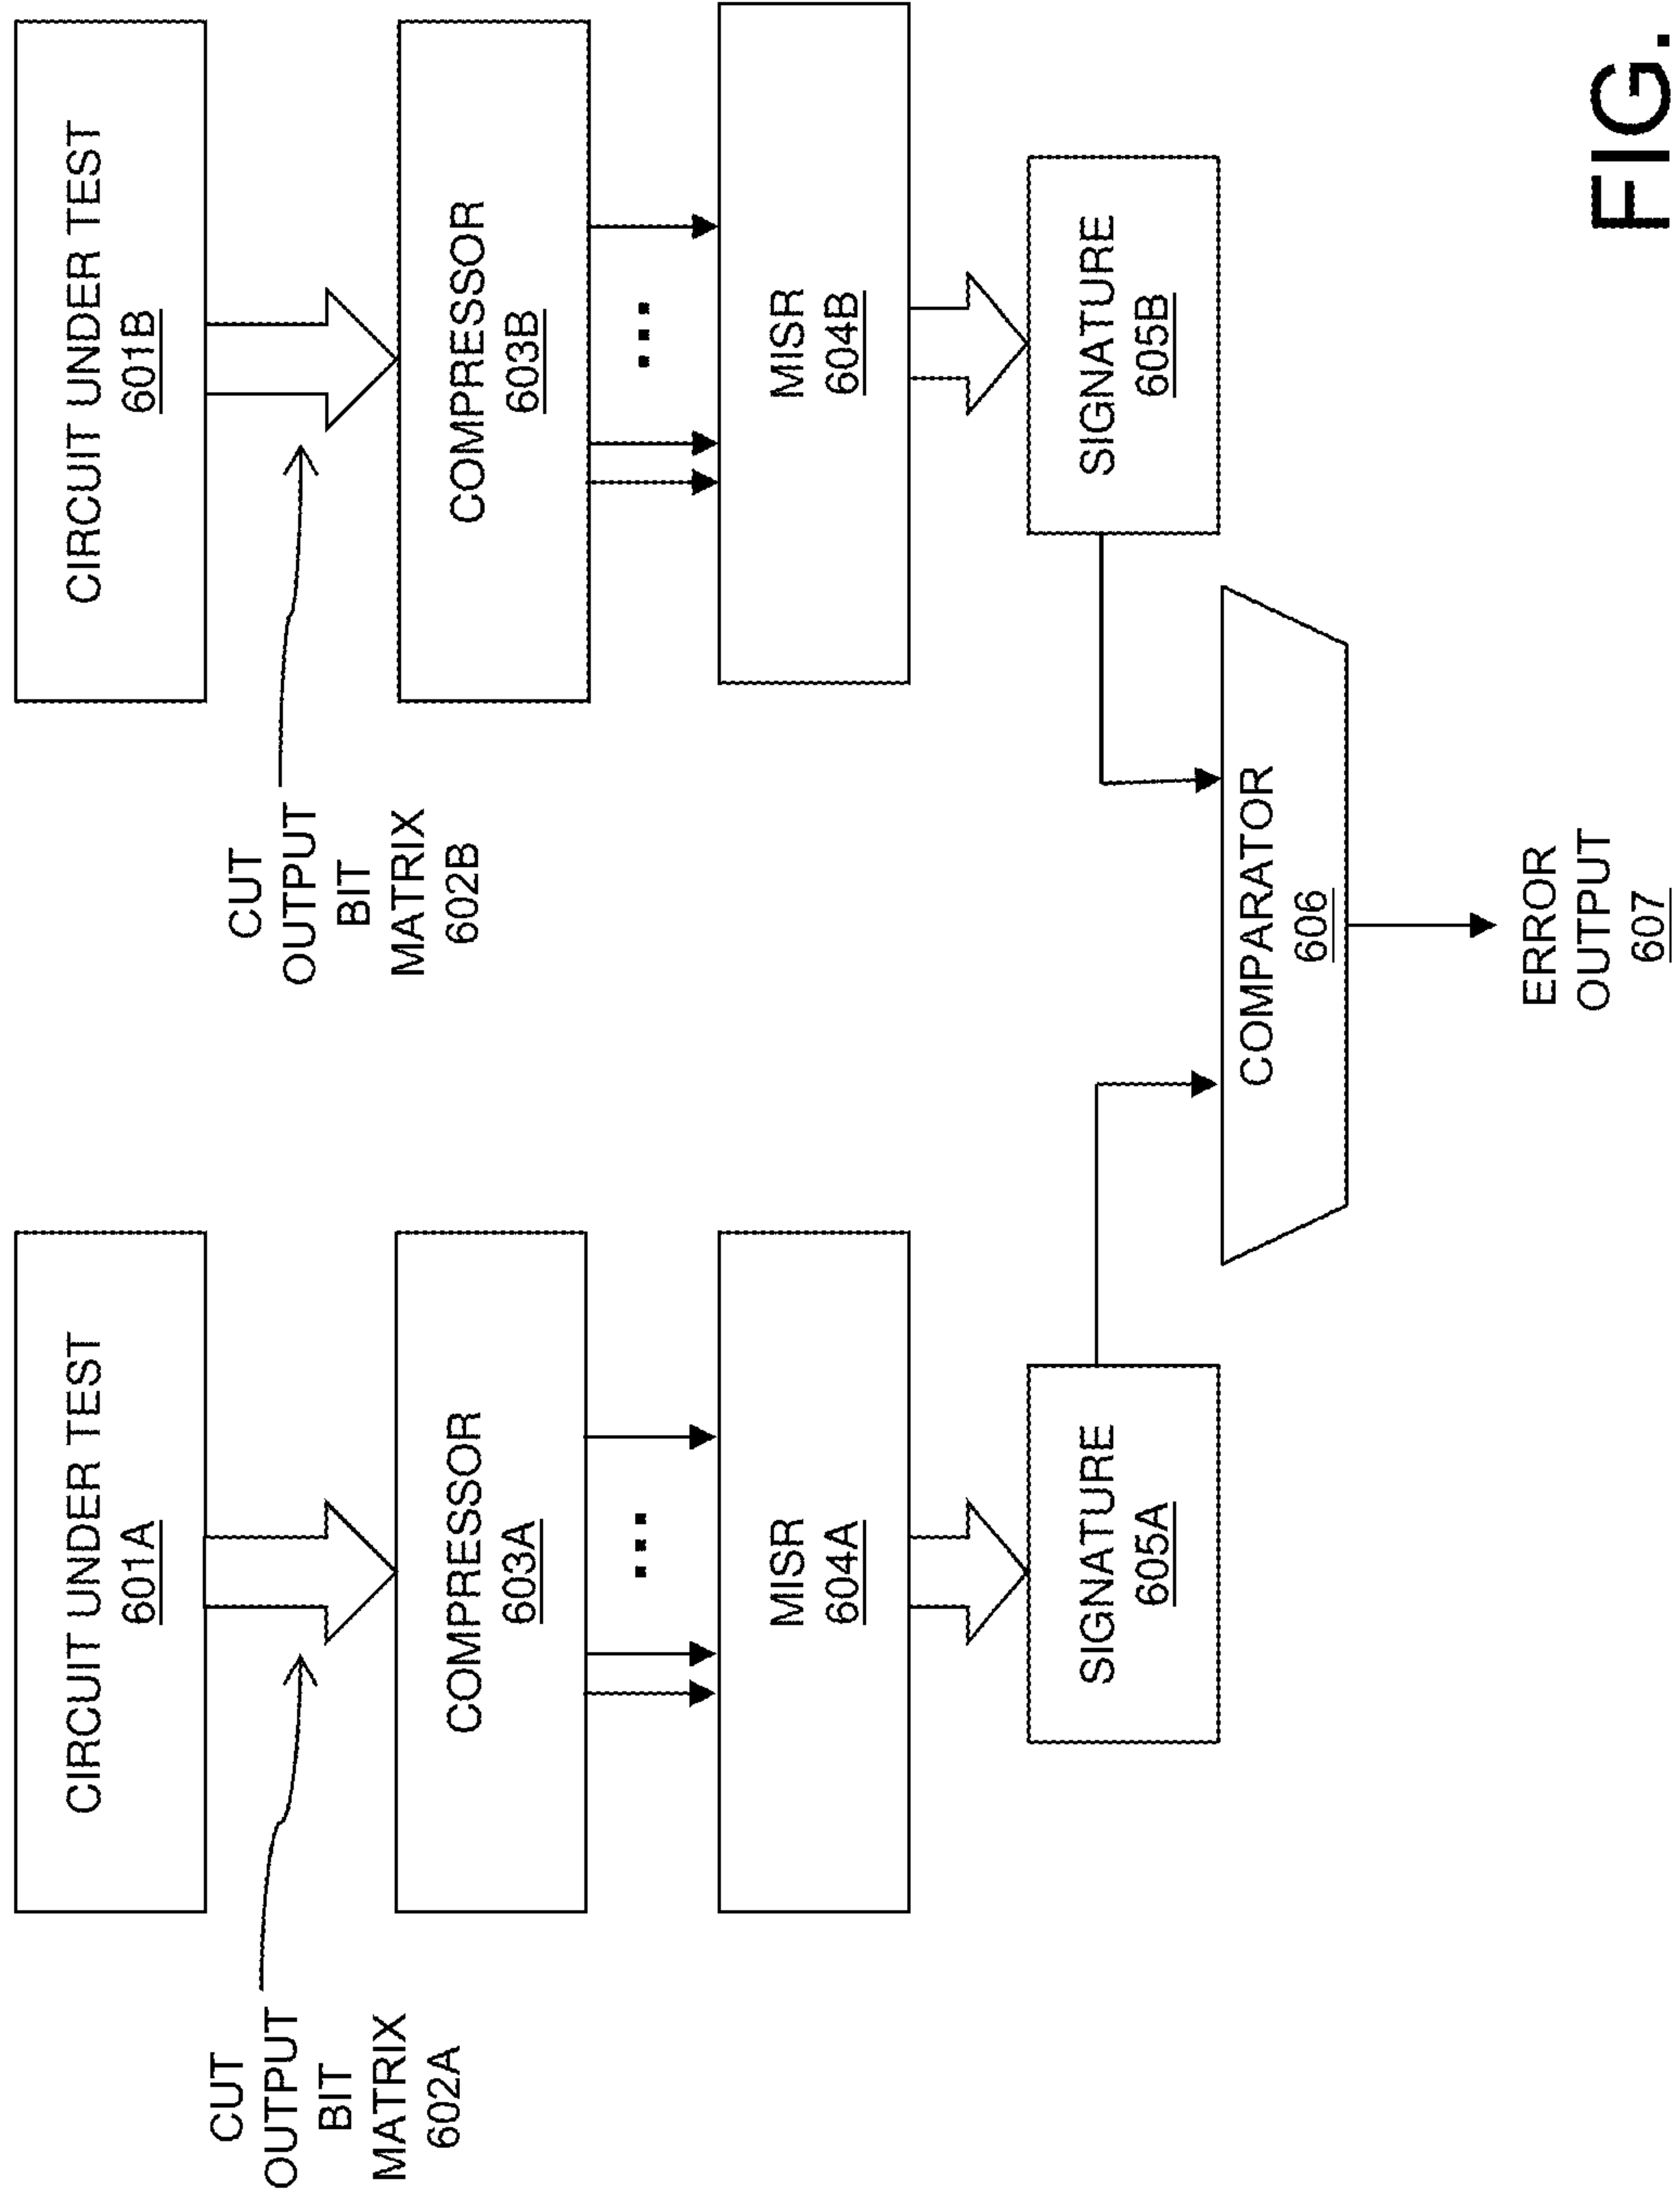 CIRCUIT UNDER TEST
601A
CUT
OUTPUT
BIT
MATRIX
602A
COMPRESSOR
603A
...
MISR
604A
SIGNATURE
605A
CIRCUIT UNDER TEST
601B
CUT
OUTPUT
BIT
MATRIX
602B
COMPRESSOR
603B
...
MISR
604B
SIGNATURE
605B
COMPARATOR
606
ERROR
OUTPUT
607
FIG.